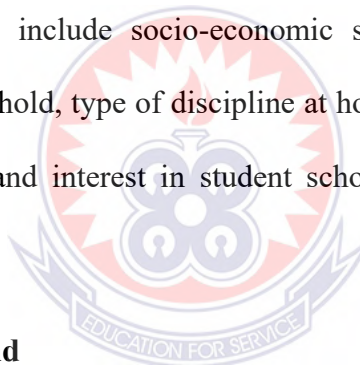 include socio-economic s
hold, type of discipline at ho
and interest in student scho
EDUCATION FOR SERVICE
d